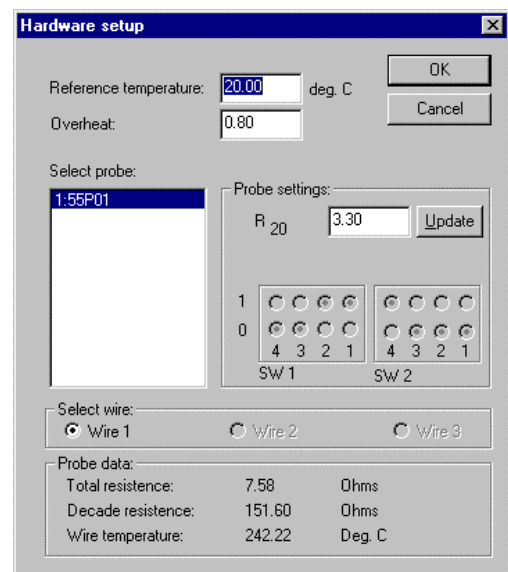 Hardware setup
Reference temperature: 20.00 deg. C
OK
Overheat: 0.80
Cancel
Select probe:
1:55P01
Probe settings:
R 20 3.30 Update
1
0
4 3 2 1 4 3 2 1
SW 1 SW 2
Select wire:
Wire 1 Wire 2 Wire 3
Probe data:
Total resistence: 7.58 Ohms
Decade resistence: 151.60 Ohms
Wire temperature: 242.22 Deg. C